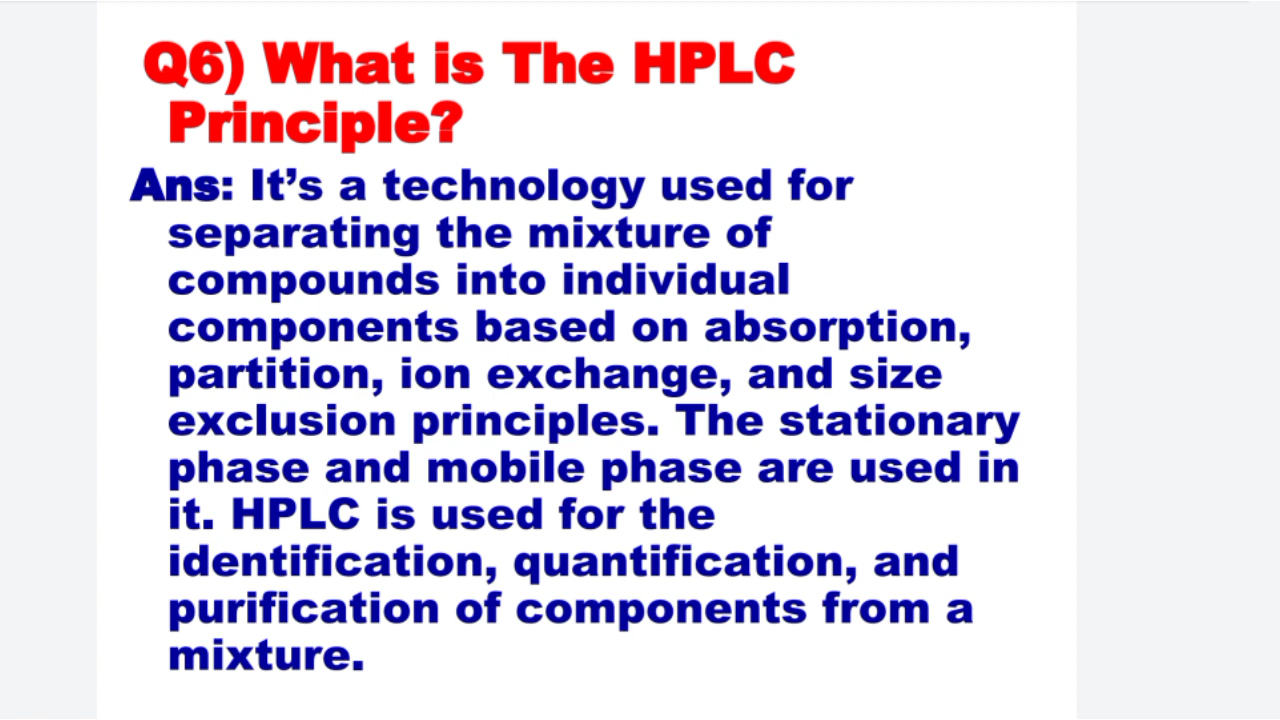 Q6) What is The HPLC
Principle?
Ans: It’s a technology used for
separating the mixture of
compounds into individual
components based on absorption,
partition, ion exchange, and size
exclusion principles. The stationary
phase and mobile phase are used in
it. HPLC is used for the
identification, quantification, and
purification of components from a
mixture.